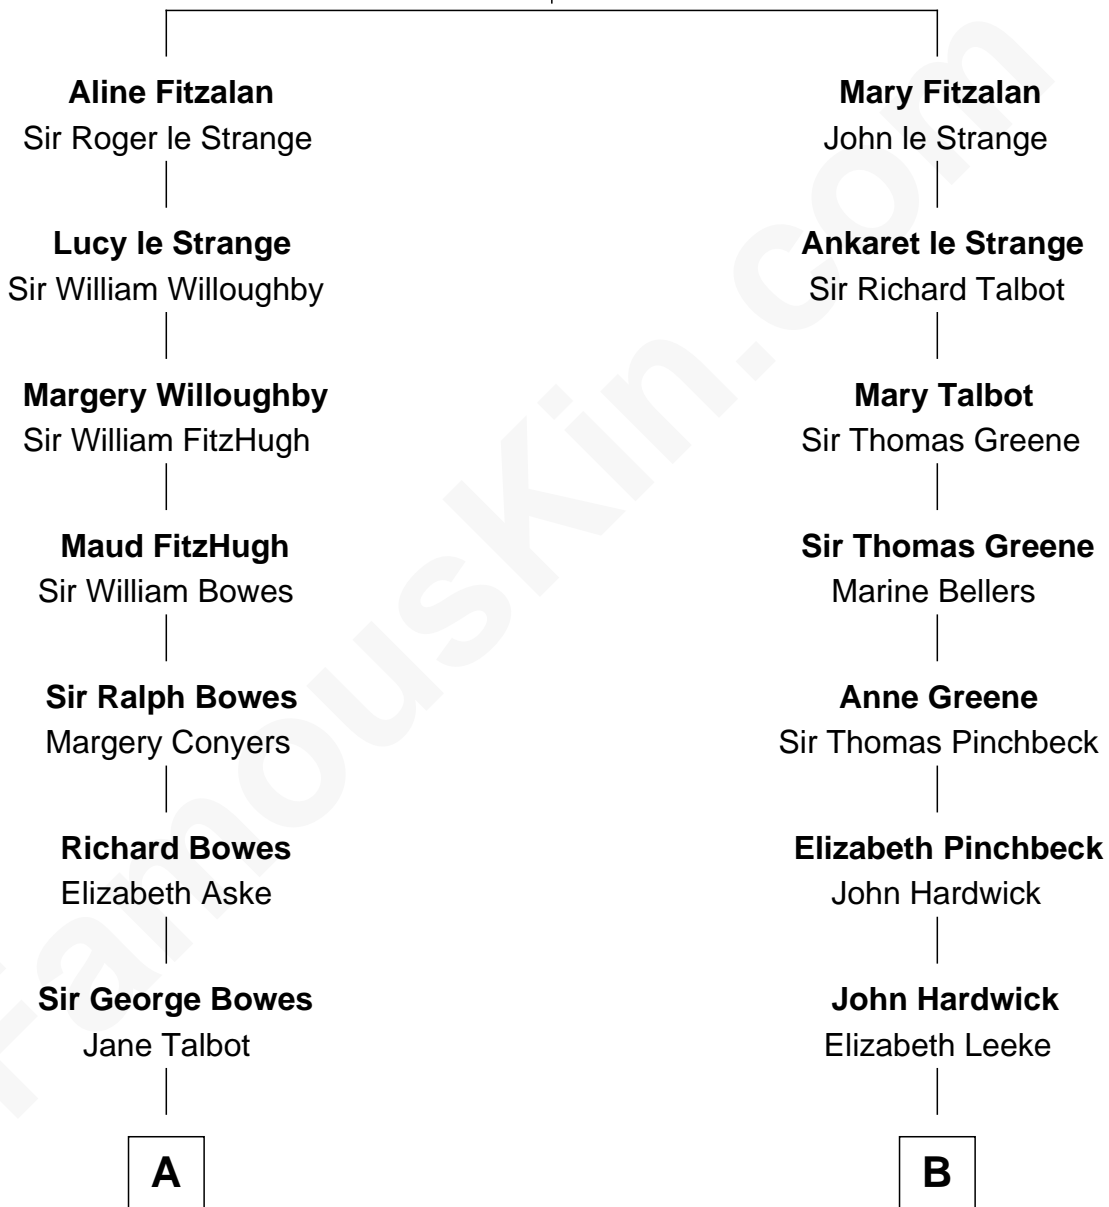 Aline Fitzalan
Sir Roger le Strange
Lucy le Strange
Sir William Willoughby
Margery Willoughby
Sir William FitzHugh
Maud FitzHugh
Sir William Bowes
Sir Ralph Bowes
Margery Conyers
Richard Bowes
Elizabeth Aske
Sir George Bowes
Jane Talbot
A
Mary Fitzalan
John le Strange
Ankaret le Strange
Sir Richard Talbot
Mary Talbot
Sir Thomas Greene
Sir Thomas Greene
Marine Bellers
Anne Greene
Sir Thomas Pinchbeck
Elizabeth Pinchbeck
John Hardwick
John Hardwick
Elizabeth Leeke
B
FamousKin.com